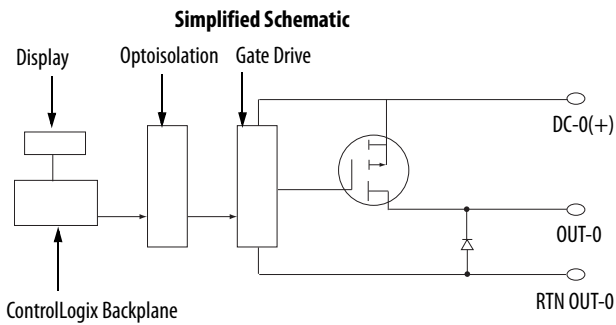 Simplified Schematic
Display
Optoisolation
Gate Drive
DC-0(+)
OUT-0
RTN OUT-0
ControlLogix Backplane